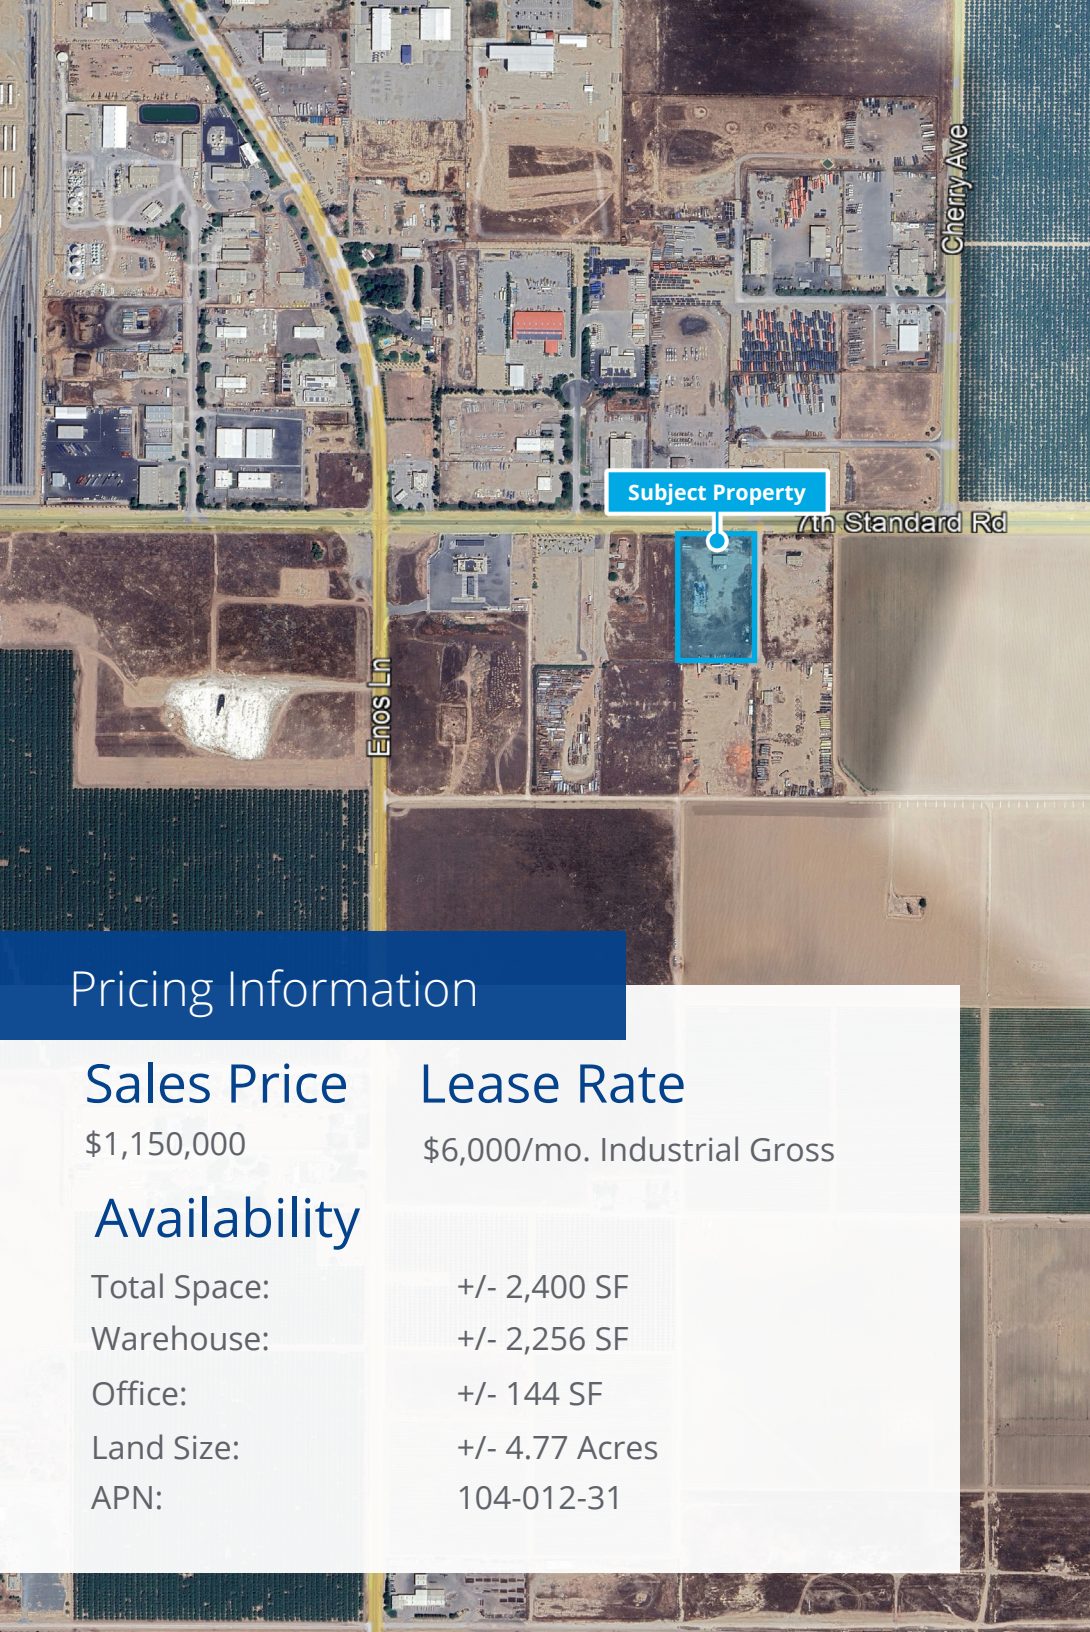 Cherry Ave
Subject Property
7th Standard Rd
Enos Ln
Pricing Information
Sales Price
$1,150,000
Lease Rate
$6,000/mo. Industrial Gross
Availability
Total Space: +/- 2,400 SF
Warehouse: +/- 2,256 SF
Office: +/- 144 SF
Land Size: +/- 4.77 Acres
APN: 104-012-31